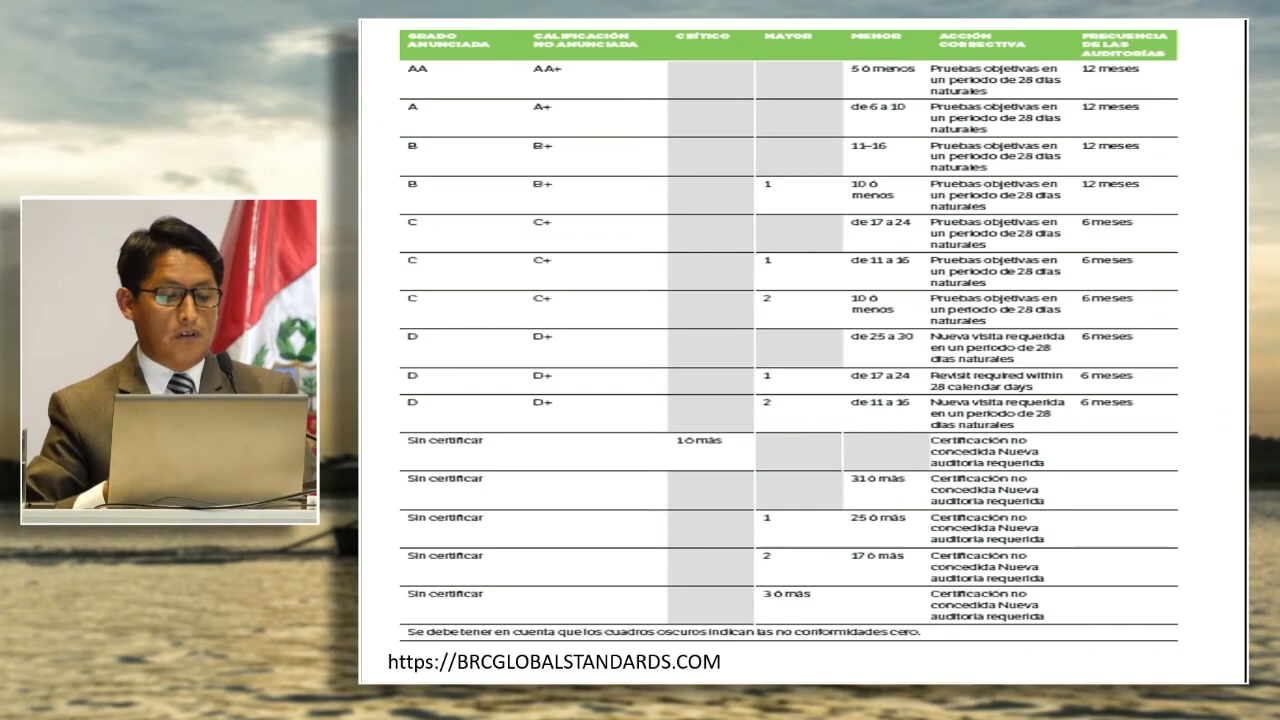 GRADO ANUNCIADA CALIFICACIÓN NO ANUNCIADA CRÍTICO MAYOR MENOR ACCIÓN CORRECTIVA FRECUENCIA DE LAS AUDITORÍAS
AA AA+ 5 ó menos Pruebas objetivas en un periodo de 28 días naturales 12 meses
A A+ de 6 a 10 Pruebas objetivas en un periodo de 28 días naturales 12 meses
B B+ 11–16 Pruebas objetivas en un periodo de 28 días naturales 12 meses
B B+ 1 10 ó menos Pruebas objetivas en un periodo de 28 días naturales 12 meses
C C+ de 17 a 24 Pruebas objetivas en un periodo de 28 días naturales 6 meses
C C+ 1 de 11 a 16 Pruebas objetivas en un periodo de 28 días naturales 6 meses
C C+ 2 10 ó menos Pruebas objetivas en un periodo de 28 días naturales 6 meses
D D+ de 25 a 30 Nueva visita requerida en un periodo de 28 días naturales 6 meses
D D+ 1 de 17 a 24 Revisit required within 28 calendar days 6 meses
D D+ 2 de 11 a 16 Nueva visita requerida en un periodo de 28 días naturales 6 meses
Sin certificar 1 ó más Certificación no concedida Nueva auditoria requerida
Sin certificar 31 ó más Certificación no concedida Nueva auditoria requerida
Sin certificar 1 25 ó más Certificación no concedida Nueva auditoria requerida
Sin certificar 2 17 ó más Certificación no concedida Nueva auditoria requerida
Sin certificar 3 ó más Certificación no concedida Nueva auditoria requerida
Se debe tener en cuenta que los cuadros oscuros indican las no conformidades cero.
https://BRCGLOBALSTANDARDS.COM